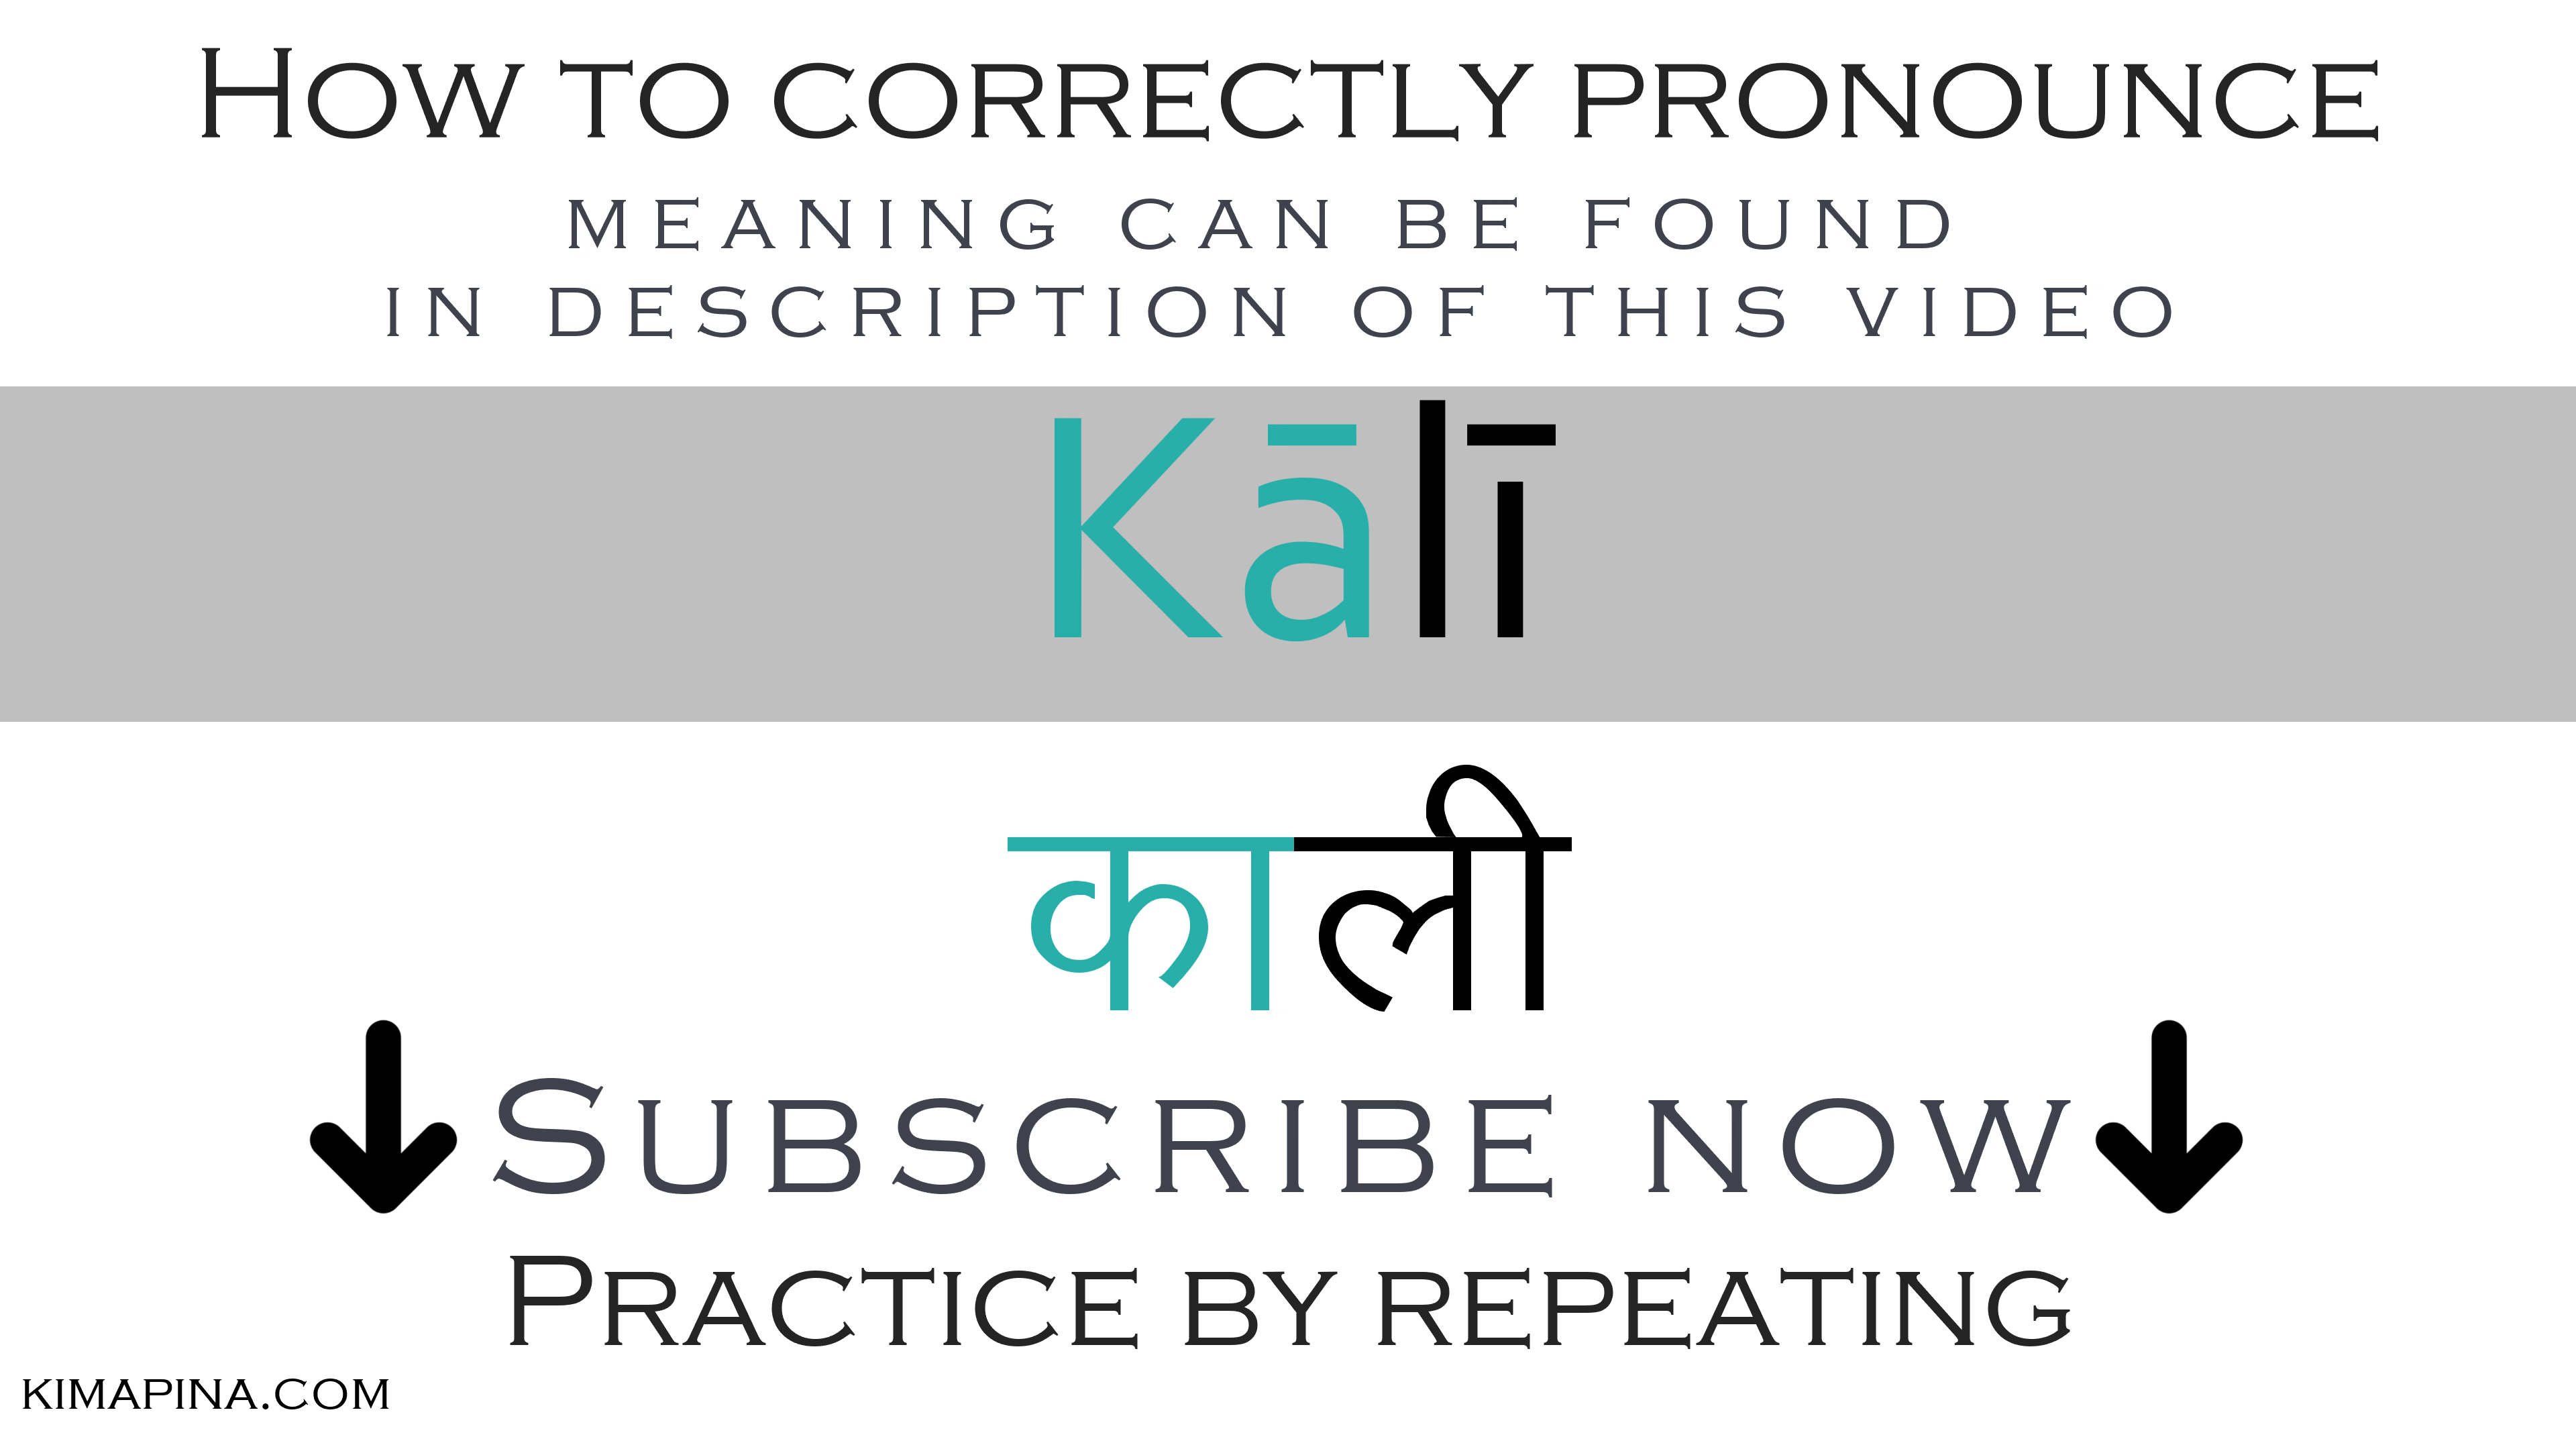 How to correctly pronounce
meaning can be found
in description of this video
Kālī
काली
Subscribe now
Practice by repeating
kimapina.com